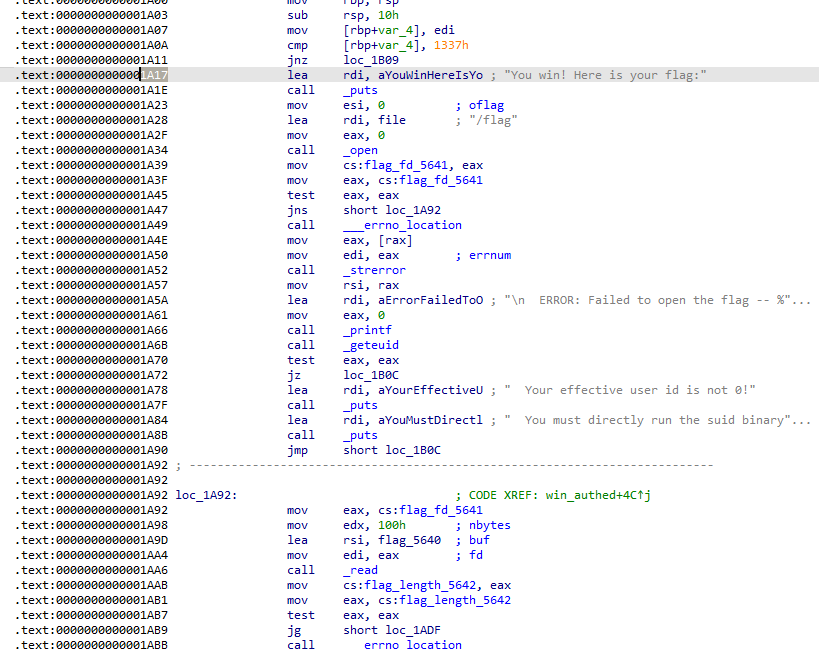 .text:0000000000001A00 mov rbp, rsp
.text:0000000000001A03 sub rsp, 10h
.text:0000000000001A07 mov [rbp+var_4], edi
.text:0000000000001A0A cmp [rbp+var_4], 1337h
.text:0000000000001A11 jnz loc_1B09
.text:0000000000001A17 lea rdi, aYouWinHereIsYo ; "You win! Here is your flag:"
.text:0000000000001A1E call _puts
.text:0000000000001A23 mov esi, 0 ; oflag
.text:0000000000001A28 lea rdi, file ; "/flag"
.text:0000000000001A2F mov eax, 0
.text:0000000000001A34 call _open
.text:0000000000001A39 mov cs:flag_fd_5641, eax
.text:0000000000001A3F mov eax, cs:flag_fd_5641
.text:0000000000001A45 test eax, eax
.text:0000000000001A47 jns short loc_1A92
.text:0000000000001A49 call ___errno_location
.text:0000000000001A4E mov eax, [rax]
.text:0000000000001A50 mov edi, eax ; errnum
.text:0000000000001A52 call _strerror
.text:0000000000001A57 mov rsi, rax
.text:0000000000001A5A lea rdi, aErrorFailedToO ; "\n  ERROR: Failed to open the flag -- %"...
.text:0000000000001A61 mov eax, 0
.text:0000000000001A66 call _printf
.text:0000000000001A6B call _geteuid
.text:0000000000001A70 test eax, eax
.text:0000000000001A72 jz loc_1B0C
.text:0000000000001A78 lea rdi, aYourEffectiveU ; "  Your effective user id is not 0!"
.text:0000000000001A7F call _puts
.text:0000000000001A84 lea rdi, aYouMustDirectl ; "  You must directly run the suid binary"...
.text:0000000000001A8B call _puts
.text:0000000000001A90 jmp short loc_1B0C
.text:0000000000001A92 ; ---------------------------------------------------------------------------
.text:0000000000001A92
.text:0000000000001A92 loc_1A92: ; CODE XREF: win_authed+4C↑j
.text:0000000000001A92 mov eax, cs:flag_fd_5641
.text:0000000000001A98 mov edx, 100h ; nbytes
.text:0000000000001A9D lea rsi, flag_5640 ; buf
.text:0000000000001AA4 mov edi, eax ; fd
.text:0000000000001AA6 call _read
.text:0000000000001AAB mov cs:flag_length_5642, eax
.text:0000000000001AB1 mov eax, cs:flag_length_5642
.text:0000000000001AB7 test eax, eax
.text:0000000000001AB9 jg short loc_1ADF
.text:0000000000001ABB call ___errno_location